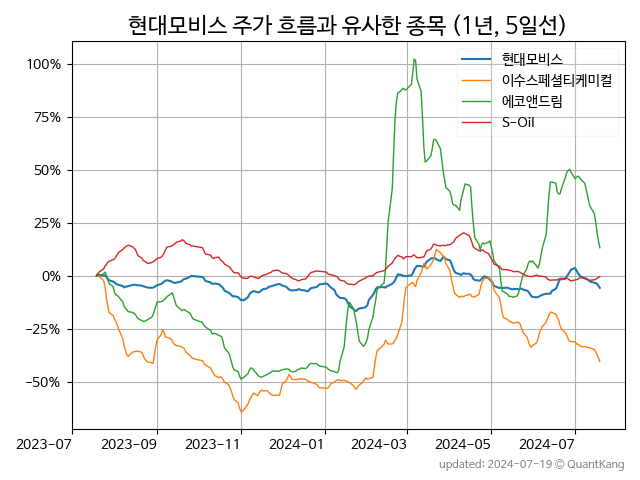 현대모비스 주가 흐름과 유사한 종목 (1년, 5일선)
현대모비스
이수스페셜티케미컬
에코앤드림
S-Oil
100%
75%
50%
25%
0%
−25%
−50%
2023-07 2023-09 2023-11 2024-01 2024-03 2024-05 2024-07
updated: 2024-07-19 © QuantKang